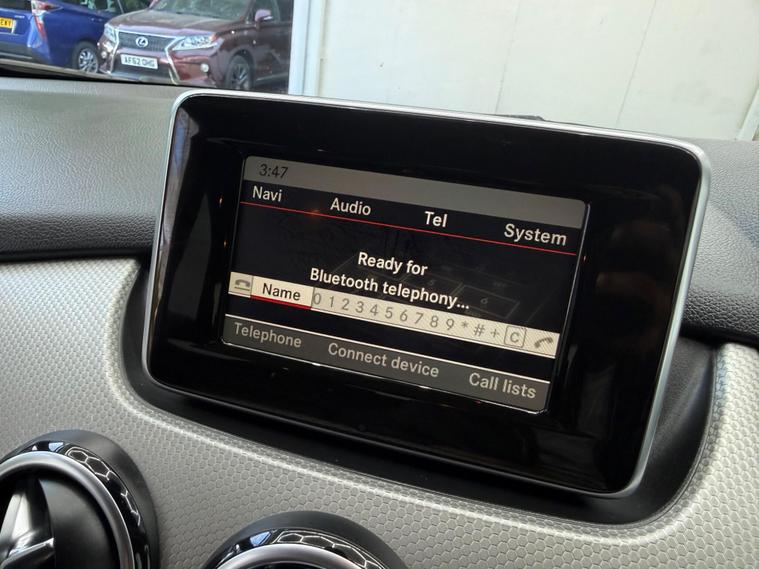 AF62 OHG
3:47
Navi Audio Tel System
Ready for
Bluetooth telephony...
Name 0 1 2 3 4 5 6 7 8 9 * # + C
Telephone Connect device Call lists